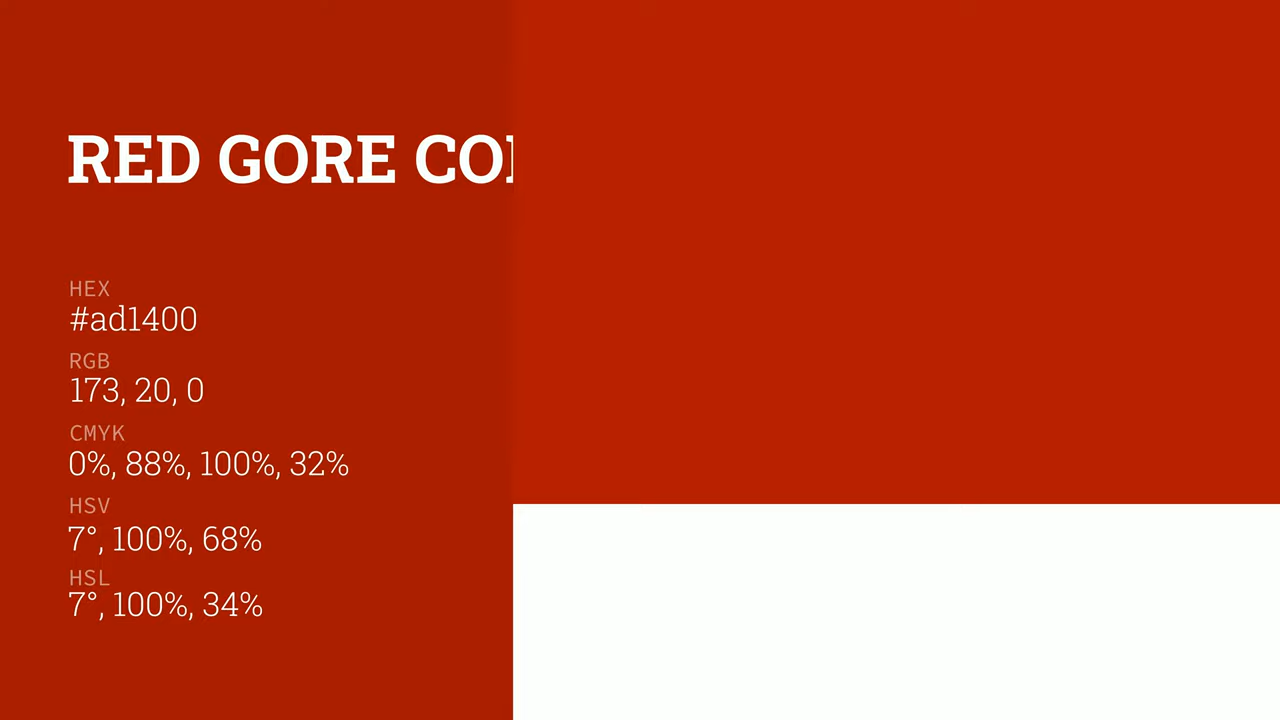 RED GORE CO
HEX
#ad1400
RGB
173, 20, 0
CMYK
0%, 88%, 100%, 32%
HSV
7°, 100%, 68%
HSL
7°, 100%, 34%